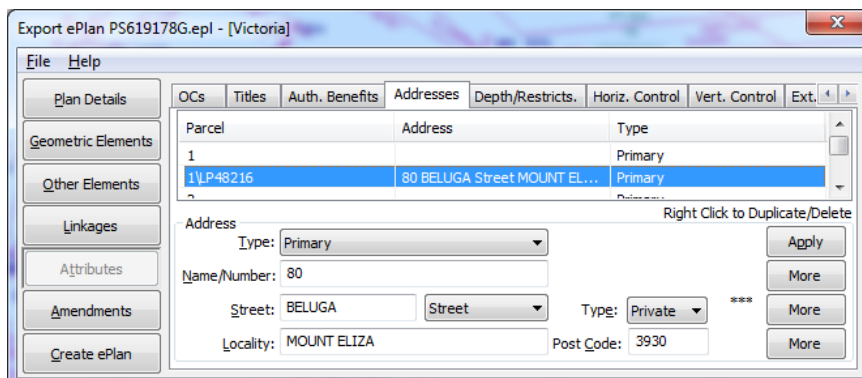 Export ePlan PS619178G.epl - [Victoria]
File Help
Plan Details
Geometric Elements
Other Elements
Linkages
Attributes
Amendments
Create ePlan
OCs Titles Auth. Benefits Addresses Depth/Restricts. Horiz. Control Vert. Control Ext.
Parcel Address Type
1 Primary
1\LP48216 80 BELUGA Street MOUNT EL... Primary
Right Click to Duplicate/Delete
Address
Type: Primary Apply
Name/Number: 80 More
Street: BELUGA Street Type: Private *** More
Locality: MOUNT ELIZA Post Code: 3930 More